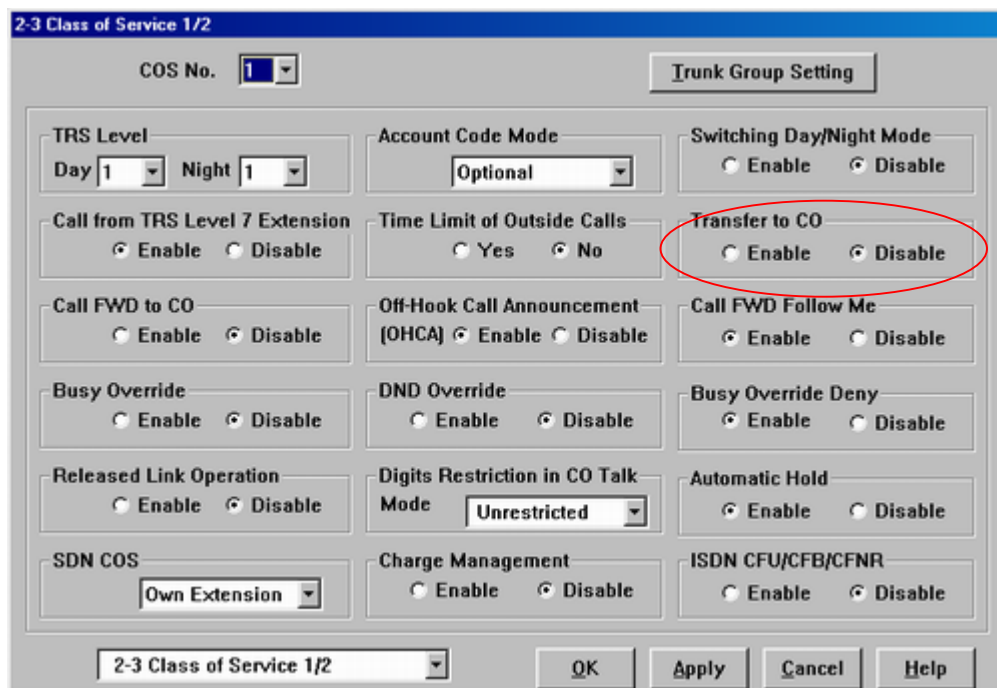 2-3 Class of Service 1/2
COS No. 1 Trunk Group Setting
TRS Level Account Code Mode Switching Day/Night Mode
Day 1 Night 1 Optional Enable Disable
Call from TRS Level 7 Extension Time Limit of Outside Calls Transfer to CO
Enable Disable Yes No Enable Disable
Call FWD to CO Off-Hook Call Announcement Call FWD Follow Me
Enable Disable (OHCA) Enable Disable Enable Disable
Busy Override DND Override Busy Override Deny
Enable Disable Enable Disable Enable Disable
Released Link Operation Digits Restriction in CO Talk Automatic Hold
Enable Disable Mode Unrestricted Enable Disable
SDN COS Charge Management ISDN CFU/CFB/CFNR
Own Extension Enable Disable Enable Disable
2-3 Class of Service 1/2 OK Apply Cancel Help